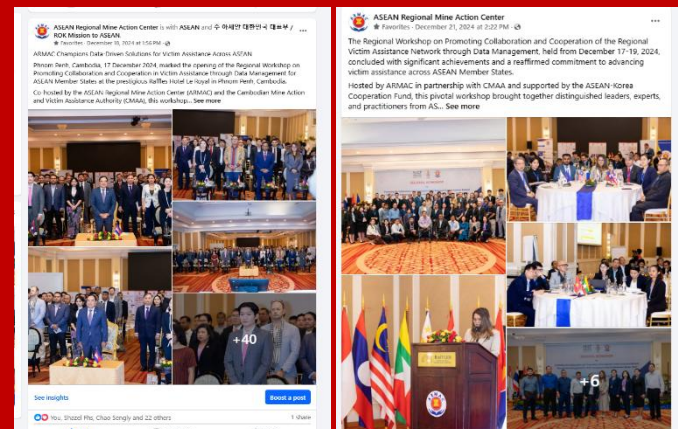 ASEAN Regional Mine Action Center is with ASEAN and 주 아세안 대한민국 대표부 /
ROK Mission to ASEAN.
Favorites · December 18, 2024 at 1:56 PM ·
ARMAC Champions Data-Driven Solutions for Victim Assistance Across ASEAN
Phnom Penh, Cambodia, 17 December 2024, marked the opening of the Regional Workshop on
Promoting Collaboration and Cooperation in Victim Assistance through Data Management for
ASEAN Member States at the prestigious Raffles Hotel Le Royal in Phnom Penh, Cambodia.
Co-hosted by the ASEAN Regional Mine Action Center (ARMAC) and the Cambodian Mine Action
and Victim Assistance Authority (CMAA), this workshop... See more
+40
See insights
Boost a post
You, Shazel Phe, Chao Songly and 22 others
1 share
ASEAN Regional Mine Action Center
Favorites · December 21, 2024 at 2:22 PM ·
The Regional Workshop on Promoting Collaboration and Cooperation of the Regional
Victim Assistance Network through Data Management, held from December 17-19, 2024,
concluded with significant achievements and a reaffirmed commitment to advancing
victim assistance across ASEAN Member States.
Hosted by ARMAC in partnership with CMAA and supported by the ASEAN-Korea
Cooperation Fund, this pivotal workshop brought together distinguished leaders, experts,
and practitioners from AS... See more
RAFFLES
+6